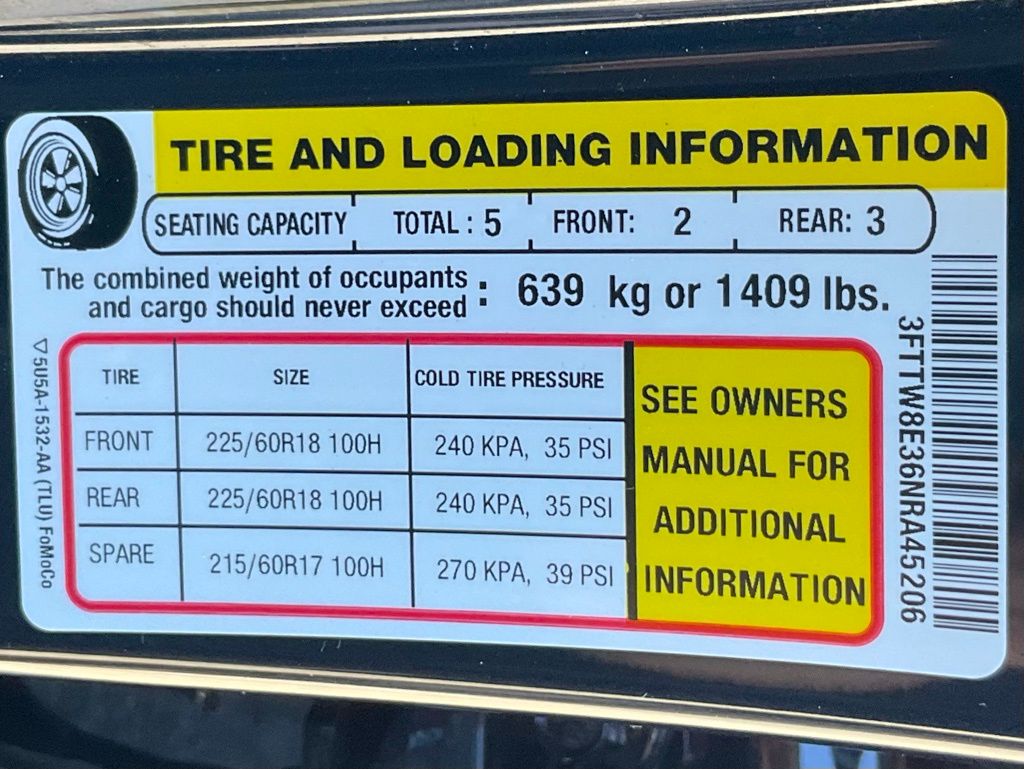 TIRE AND LOADING INFORMATION
SEATING CAPACITY TOTAL : 5 FRONT: 2 REAR: 3
The combined weight of occupants
and cargo should never exceed : 639 kg or 1409 lbs.
TIRE SIZE COLD TIRE PRESSURE
FRONT 225/60R18 100H 240 KPA, 35 PSI
REAR 225/60R18 100H 240 KPA, 35 PSI
SPARE 215/60R17 100H 270 KPA, 39 PSI
SEE OWNERS
MANUAL FOR
ADDITIONAL
INFORMATION
5U5A-1532-AA (TLU) FoMoCo
3FTTW8E36NRA45206